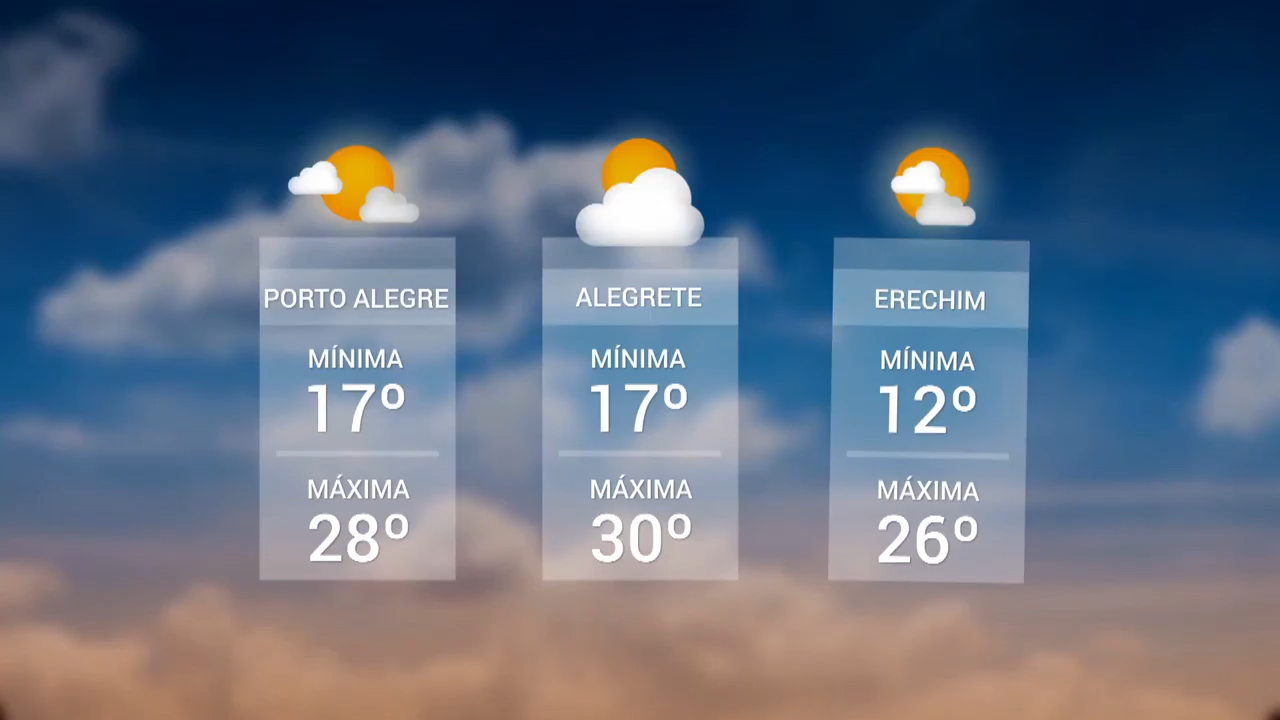 PORTO ALEGRE
MÍNIMA
17º
MÁXIMA
28º
ALEGRETE
MÍNIMA
17º
MÁXIMA
30º
ERECHIM
MÍNIMA
12º
MÁXIMA
26º